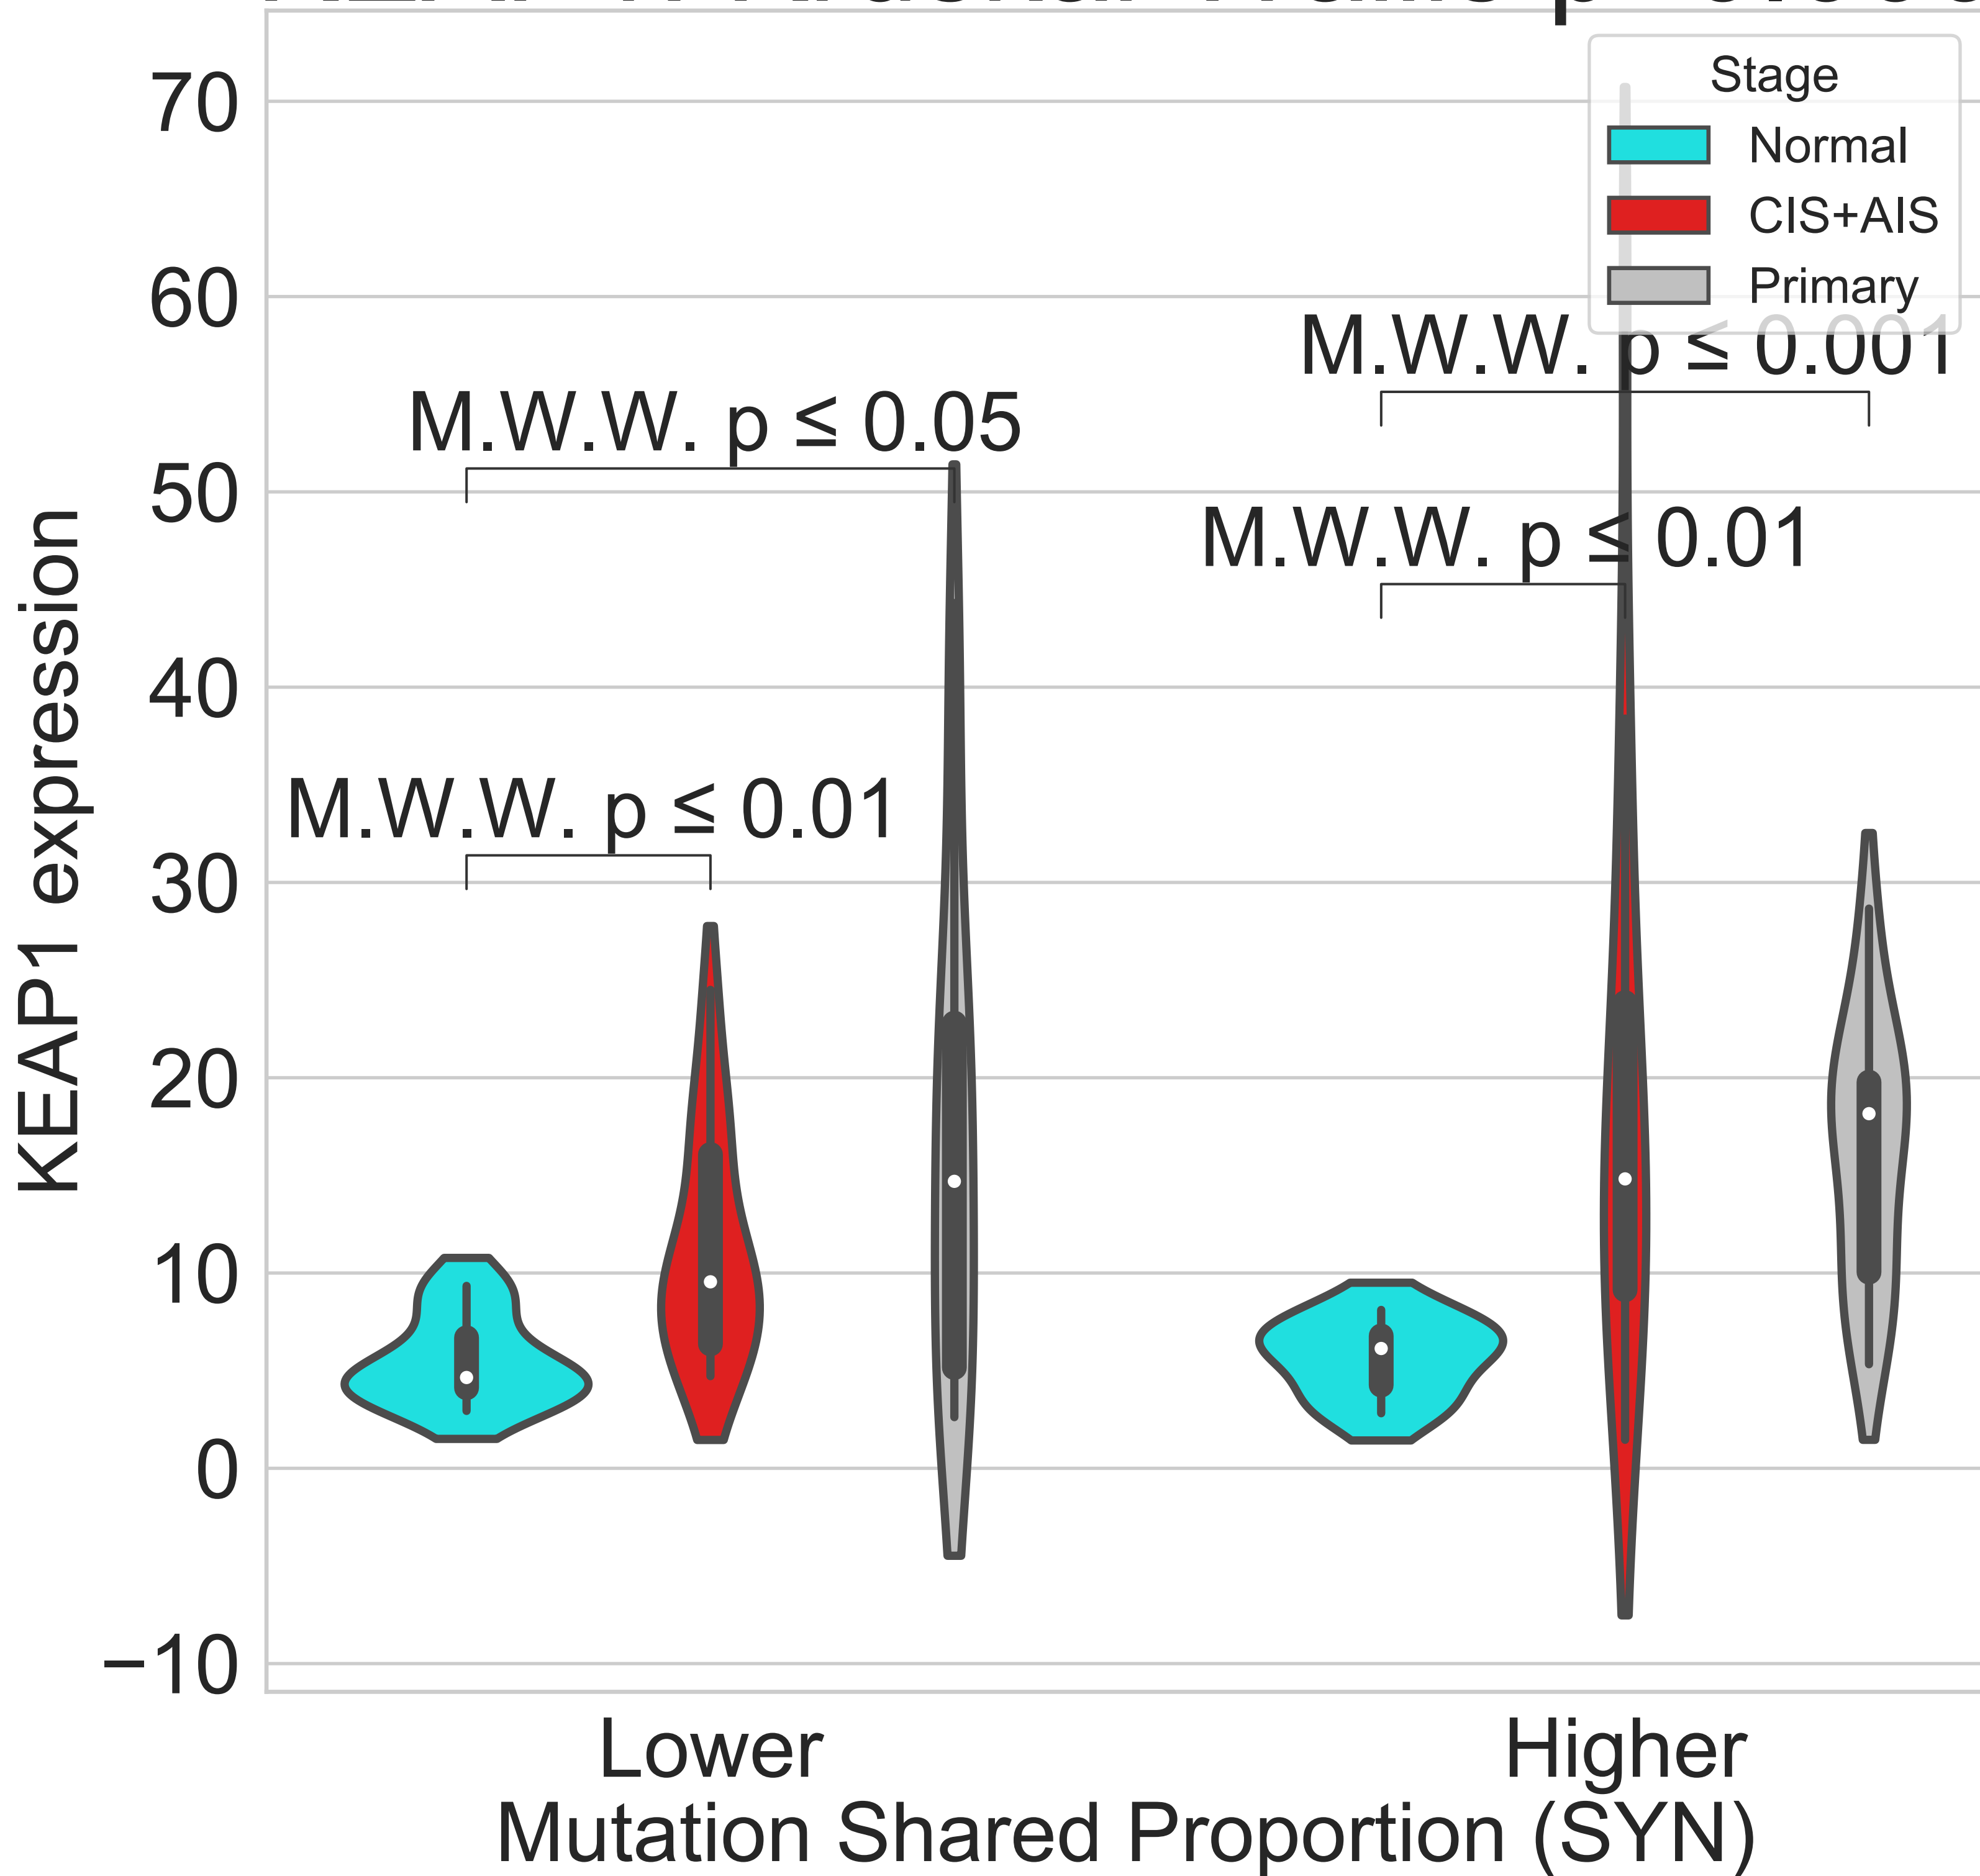 Stage
Normal
CIS+AIS
Primary
M.W.W. p ≤ 0.001
M.W.W. p ≤ 0.05
M.W.W. p ≤ 0.01
M.W.W. p ≤ 0.01
KEAP1 expression
70
60
50
40
30
20
10
0
−10
Lower
Higher
Mutation Shared Proportion (SYN)